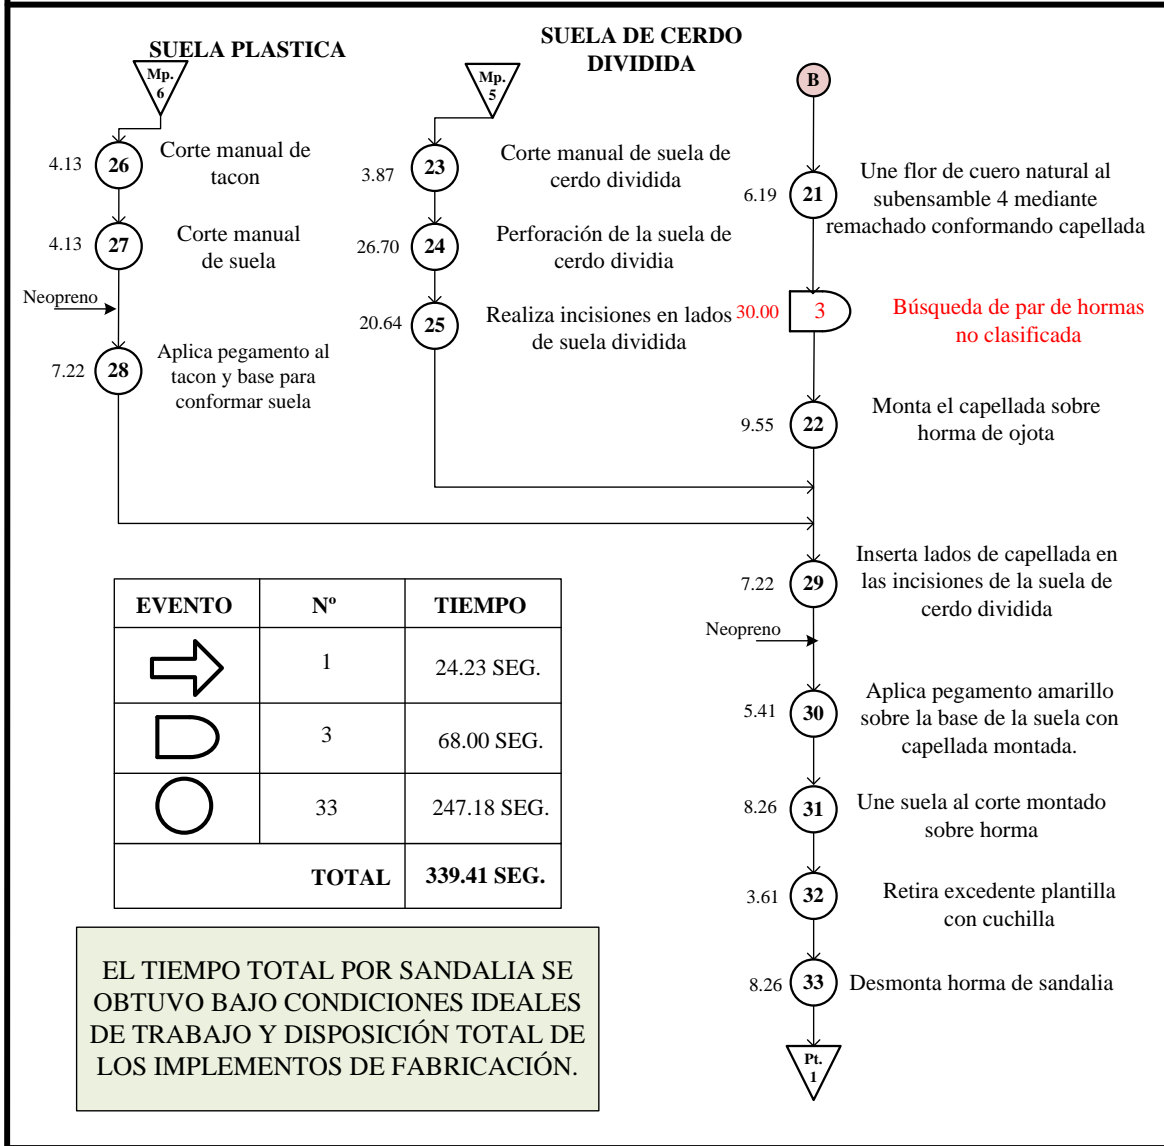 SUELA PLASTICA
Mp.
6
4.13
26
Corte manual de
tacon
4.13
27
Corte manual
de suela
Neopreno
7.22
28
Aplica pegamento al
tacon y base para
conformar suela
SUELA DE CERDO
DIVIDIDA
Mp.
5
3.87
23
Corte manual de suela de
cerdo dividida
26.70
24
Perforación de la suela de
cerdo dividia
20.64
25
Realiza incisiones en lados
de suela dividida
B
6.19
21
Une flor de cuero natural al
subensamble 4 mediante
remachado conformando capellada
30.00
3
Búsqueda de par de hormas
no clasificada
9.55
22
Monta el capellada sobre
horma de ojota
7.22
29
Inserta lados de capellada en
las incisiones de la suela de
cerdo dividida
Neopreno
5.41
30
Aplica pegamento amarillo
sobre la base de la suela con
capellada montada.
8.26
31
Une suela al corte montado
sobre horma
3.61
32
Retira excedente plantilla
con cuchilla
8.26
33
Desmonta horma de sandalia
Pt.
1
EVENTO Nº TIEMPO
1 24.23 SEG.
3 68.00 SEG.
33 247.18 SEG.
TOTAL 339.41 SEG.
EL TIEMPO TOTAL POR SANDALIA SE
OBTUVO BAJO CONDICIONES IDEALES
DE TRABAJO Y DISPOSICIÓN TOTAL DE
LOS IMPLEMENTOS DE FABRICACIÓN.